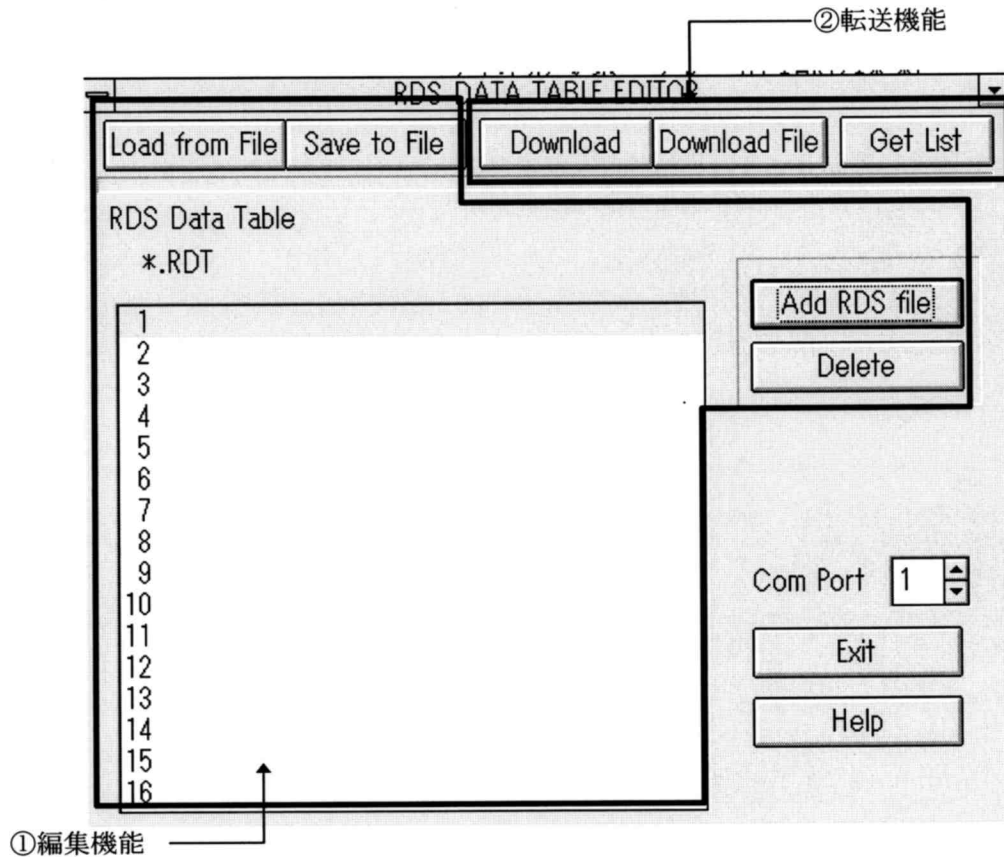 ②転送機能
RDS DATA TABLE EDITOR
Load from File Save to File Download Download File Get List
RDS Data Table
*.RDT
Add RDS file
Delete
1
2
3
4
5
6
7
8
9
10
11
12
13
14
15
16
Com Port 1
Exit
Help
①編集機能